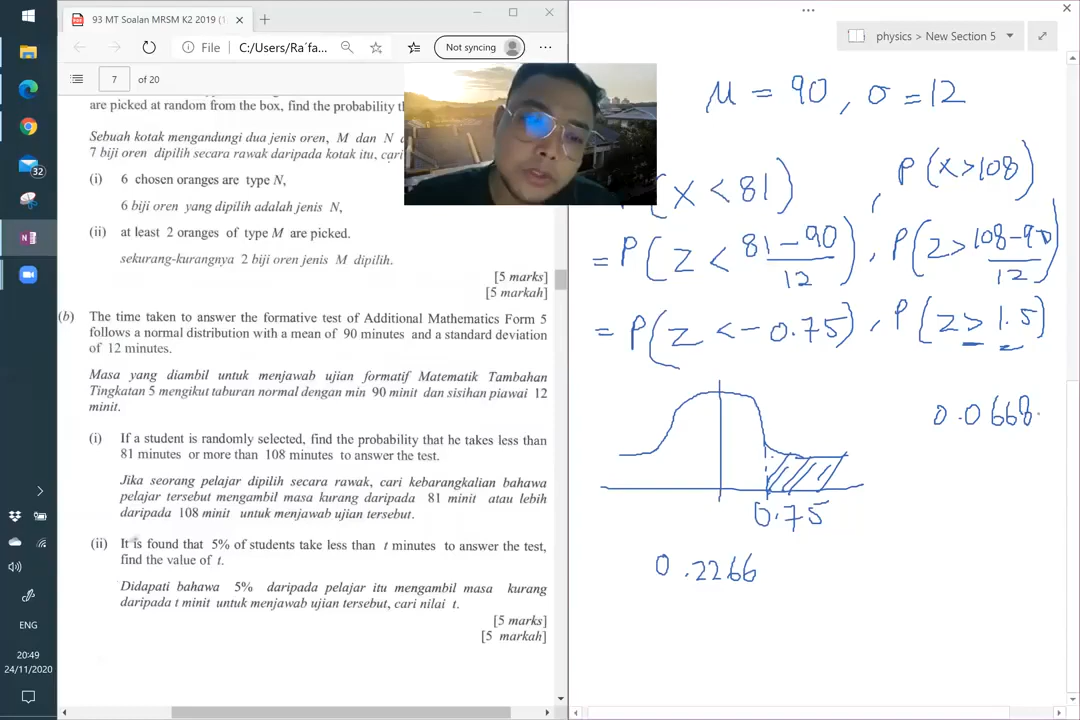 93 MT Soalan MRSM K2 2019 (1
File C:/Users/Ra´fa...
Not syncing
7 of 20
are picked at random from the box, find the probability
Sebuah kotak mengandungi dua jenis oren, M dan N
7 biji oren dipilih secara rawak daripada kotak itu, cari
(i) 6 chosen oranges are type N,
6 biji oren yang dipilih adalah jenis N,
(ii) at least 2 oranges of type M are picked.
sekurang-kurangnya 2 biji oren jenis M dipilih.
[5 marks]
[5 markah]
(b) The time taken to answer the formative test of Additional Mathematics Form 5
follows a normal distribution with a mean of 90 minutes and a standard deviation
of 12 minutes.
Masa yang diambil untuk menjawab ujian formatif Matematik Tambahan
Tingkatan 5 mengikut taburan normal dengan min 90 minit dan sisihan piawai 12
minit.
(i) If a student is randomly selected, find the probability that he takes less than
81 minutes or more than 108 minutes to answer the test.
Jika seorang pelajar dipilih secara rawak, cari kebarangkalian bahawa
pelajar tersebut mengambil masa kurang daripada 81 minit atau lebih
daripada 108 minit untuk menjawab ujian tersebut.
(ii) It is found that 5% of students take less than t minutes to answer the test,
find the value of t.
Didapati bahawa 5% daripada pelajar itu mengambil masa kurang
daripada t minit untuk menjawab ujian tersebut, cari nilai t.
[5 marks]
[5 markah]
32
ENG
20:49
24/11/2020
physics > New Section 5
μ = 90 , σ = 12
(x < 81) , P(x > 108)
= P(z < 81 - 90 / 12) , P(z > 108 - 90 / 12)
= P(z < - 0.75) , P(z > 1.5)
0.0668.
0.75
0.2266